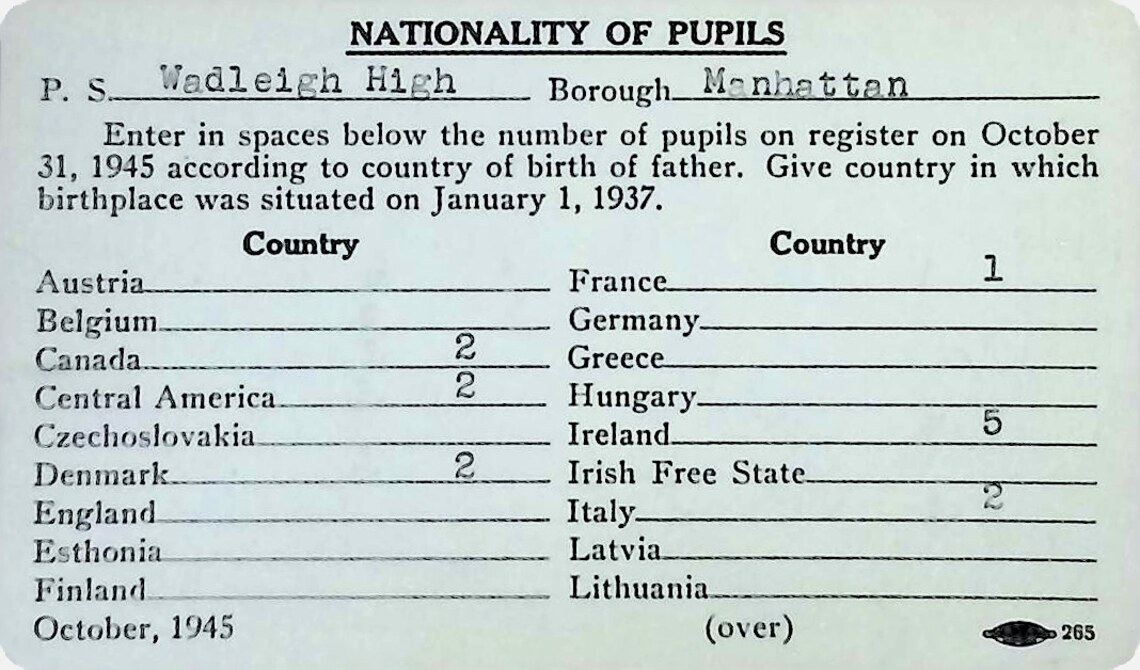 NATIONALITY OF PUPILS
P. S. Wadleigh High Borough Manhattan
Enter in spaces below the number of pupils on register on October
31, 1945 according to country of birth of father. Give country in which
birthplace was situated on January 1, 1937.
Country
Austria
Belgium
Canada 2
Central America 2
Czechoslovakia
Denmark 2
England
Esthonia
Finland
Country
France 1
Germany
Greece
Hungary
Ireland 5
Irish Free State
Italy 2
Latvia
Lithuania
October, 1945 (over) 265